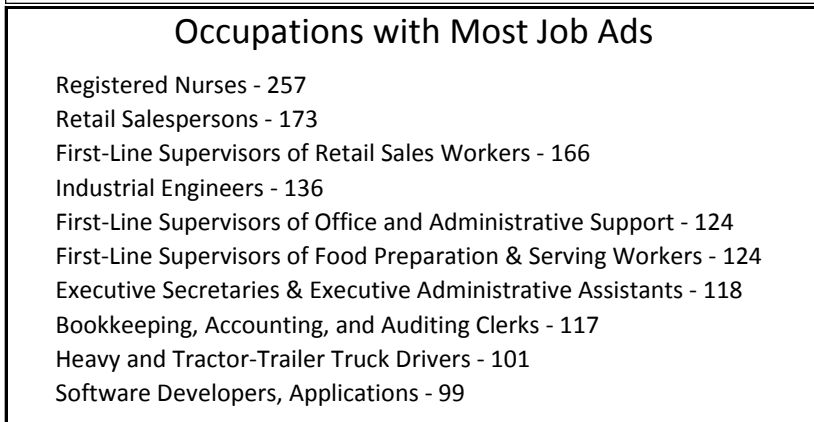 Occupations with Most Job Ads
Registered Nurses - 257
Retail Salespersons - 173
First-Line Supervisors of Retail Sales Workers - 166
Industrial Engineers - 136
First-Line Supervisors of Office and Administrative Support - 124
First-Line Supervisors of Food Preparation & Serving Workers - 124
Executive Secretaries & Executive Administrative Assistants - 118
Bookkeeping, Accounting, and Auditing Clerks - 117
Heavy and Tractor-Trailer Truck Drivers - 101
Software Developers, Applications - 99